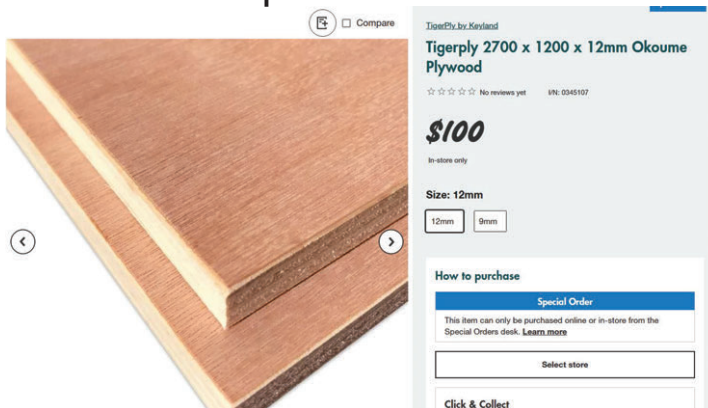 Compare
TigerPly by Keyland
Tigerply 2700 x 1200 x 12mm Okoume
Plywood
No reviews yet I/N: 0345107
$100
In-store only
Size: 12mm
12mm 9mm
How to purchase
Special Order
This item can only be purchased online or in-store from the
Special Orders desk. Learn more
Select store
Click & Collect